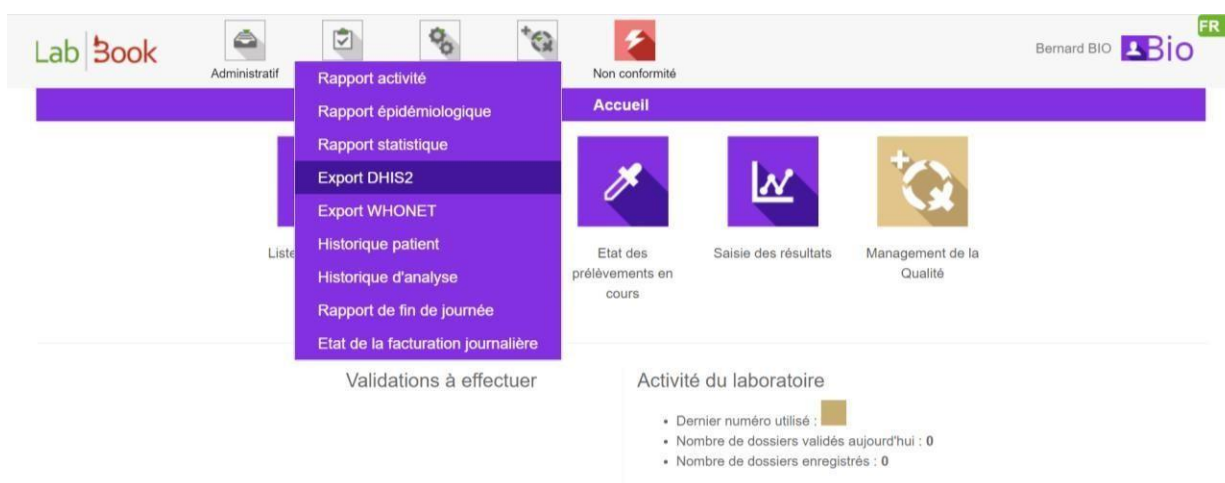 FR
Lab Book
Bernard BIO Bio
Administratif
Non conformité
Rapport activité
Rapport épidémiologique
Rapport statistique
Export DHIS2
Export WHONET
Historique patient
Historique d'analyse
Rapport de fin de journée
Etat de la facturation journalière
Accueil
Liste
Etat des
prélèvements en
cours
Saisie des résultats
Management de la
Qualité
Validations à effectuer
Activité du laboratoire
• Dernier numéro utilisé :
• Nombre de dossiers validés aujourd'hui : 0
• Nombre de dossiers enregistrés : 0